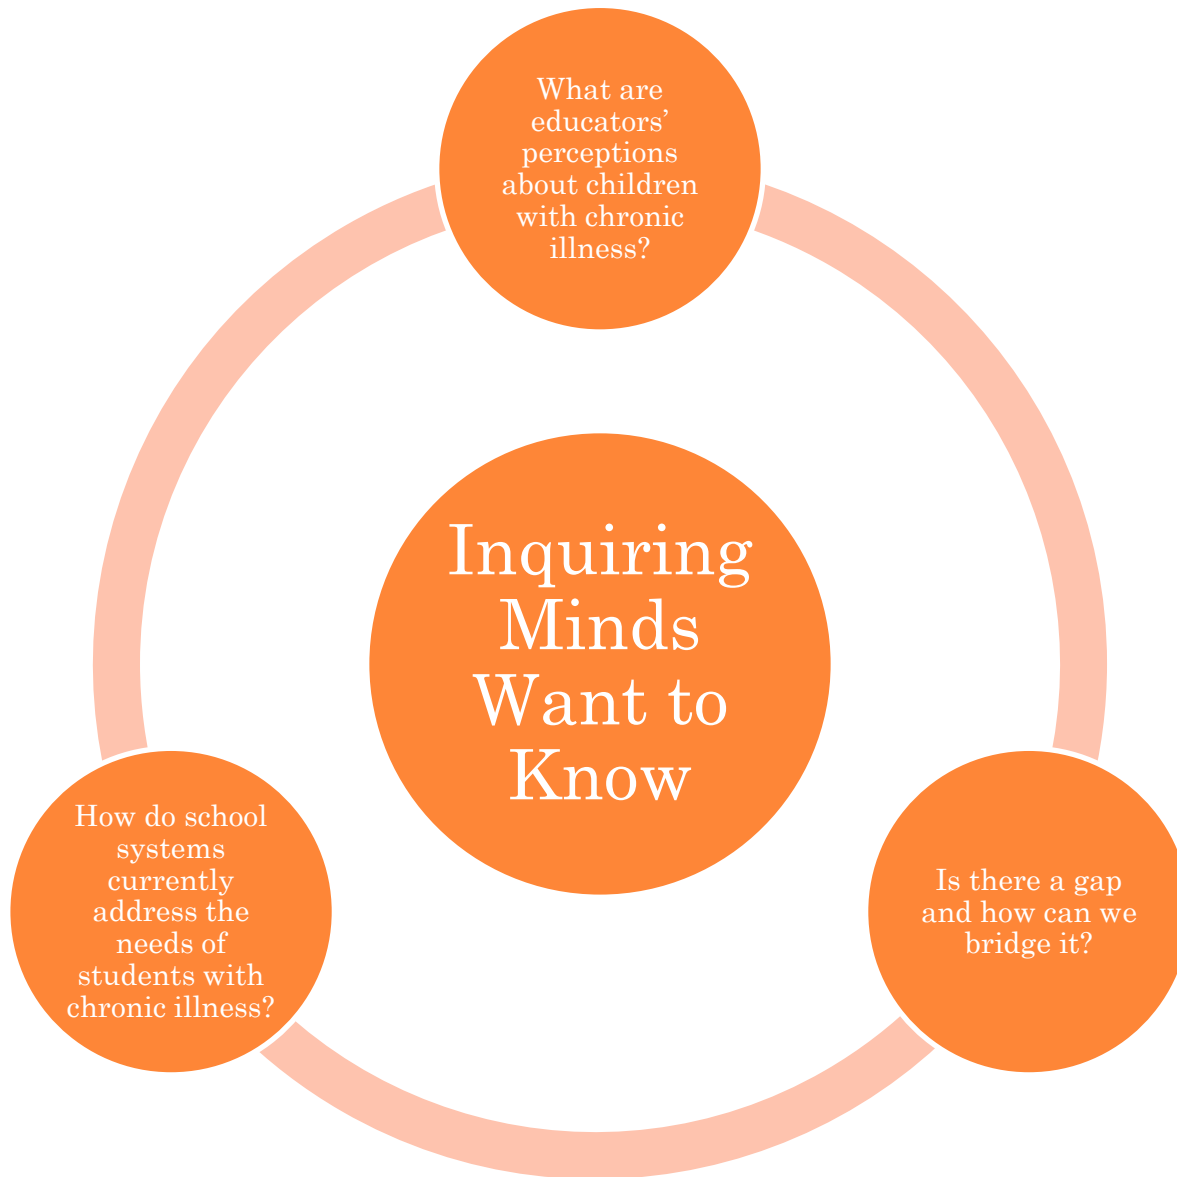 What are
educators’
perceptions
about children
with chronic
illness?
Inquiring
Minds
Want to
Know
How do school
systems
currently
address the
needs of
students with
chronic illness?
Is there a gap
and how can we
bridge it?